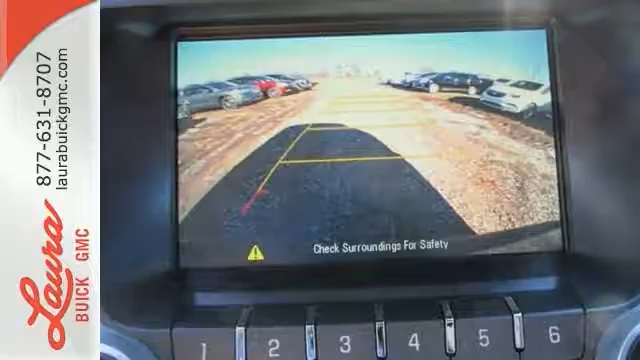 877-631-8707
laurabuickgmc.com
Laura
BUICK GMC
Check Surroundings For Safety
1 2 3 4 5 6